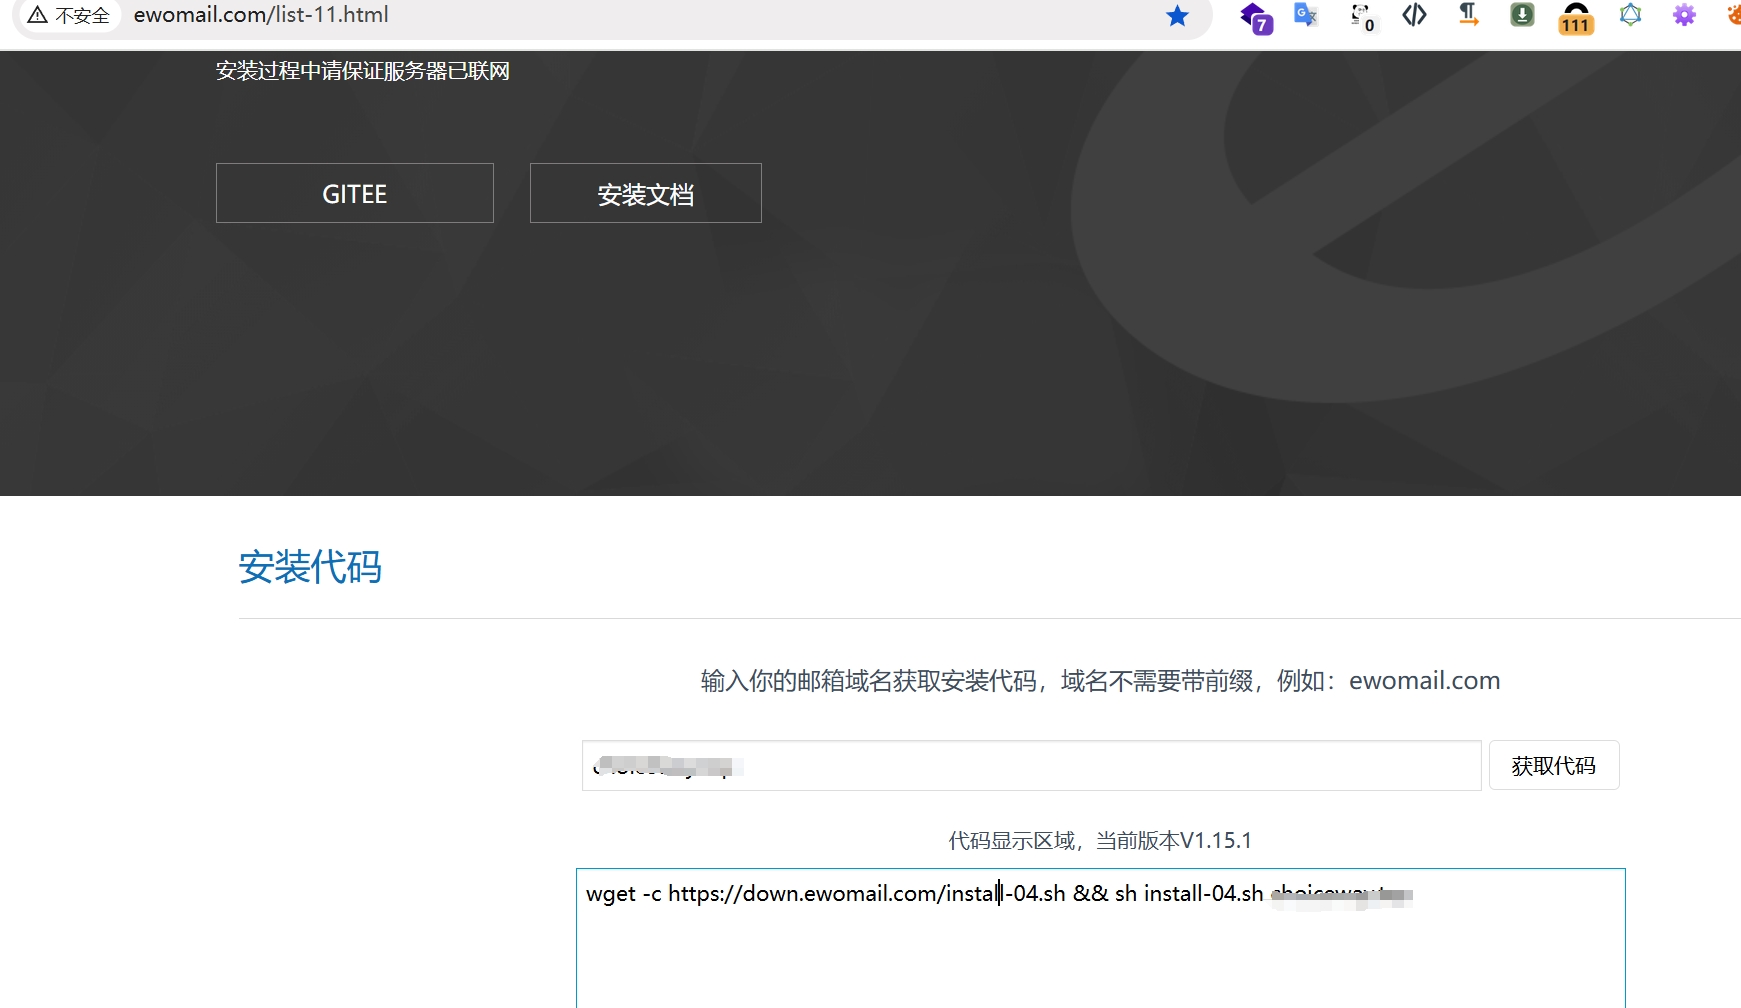 不安全 ewomail.com/list-11.html
7
0
111
安装过程中请保证服务器已联网
GITEE 安装文档
安装代码
输入你的邮箱域名获取安装代码，域名不需要带前缀，例如：ewomail.com
获取代码
代码显示区域，当前版本V1.15.1
wget -c https://down.ewomail.com/install-04.sh && sh install-04.sh